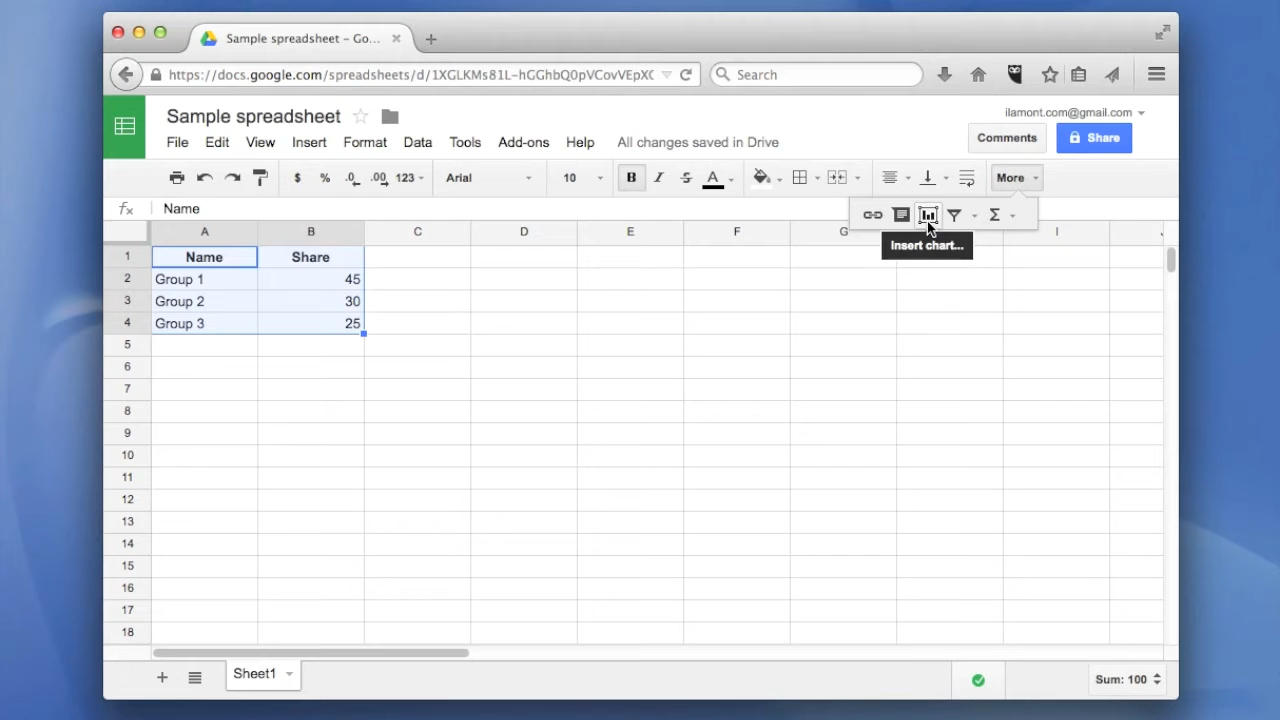 Sample spreadsheet – Go...
https://docs.google.com/spreadsheets/d/1XGLKMs81L-hGGhbQ0pVCovVEpX(
Search
Sample spreadsheet
ilamont.com@gmail.com
File Edit View Insert Format Data Tools Add-ons Help All changes saved in Drive
Comments
Share
$ % .0 .00 123 Arial 10 B I S A More
fx Name
Σ
Insert chart...
A B C D E F G I
1 Name Share
2 Group 1 45
3 Group 2 30
4 Group 3 25
5
6
7
8
9
10
11
12
13
14
15
16
17
18
Sheet1
Sum: 100